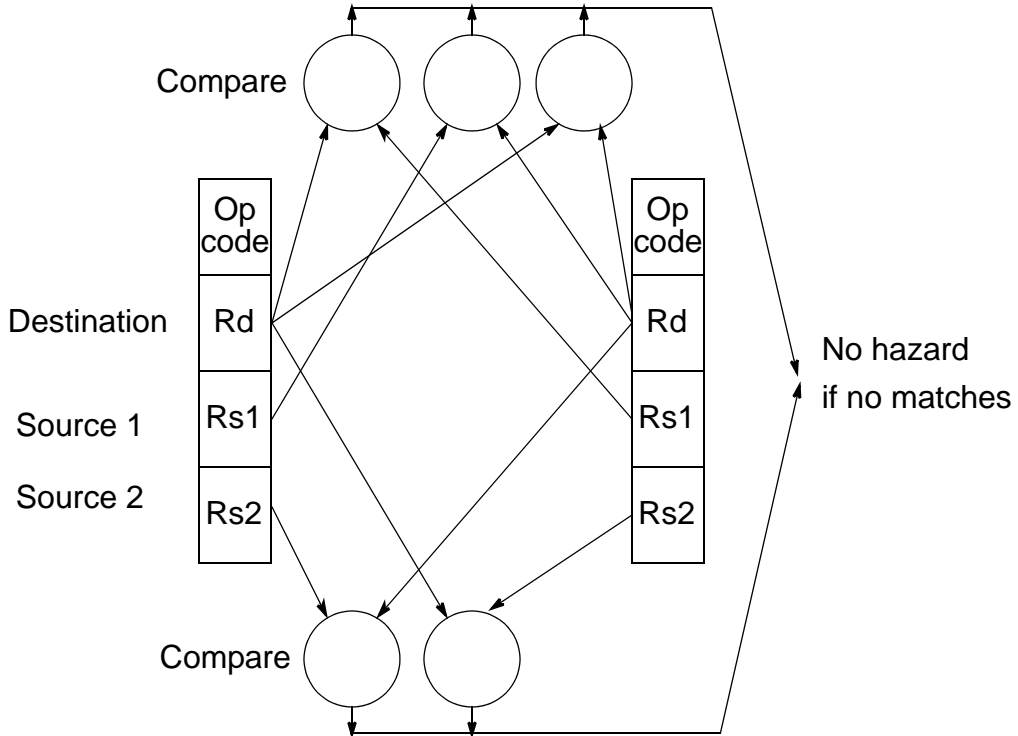 Compare
Op
code
Op
code
Destination
Rd
Rd
No hazard
if no matches
Source 1
Rs1
Rs1
Source 2
Rs2
Rs2
Compare